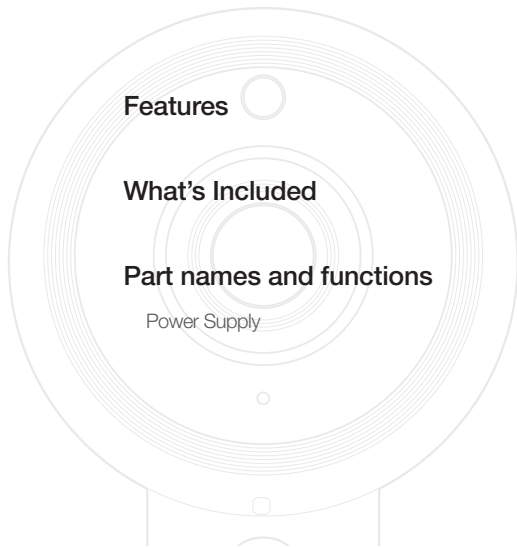 Features
What’s Included
Part names and functions
Power Supply